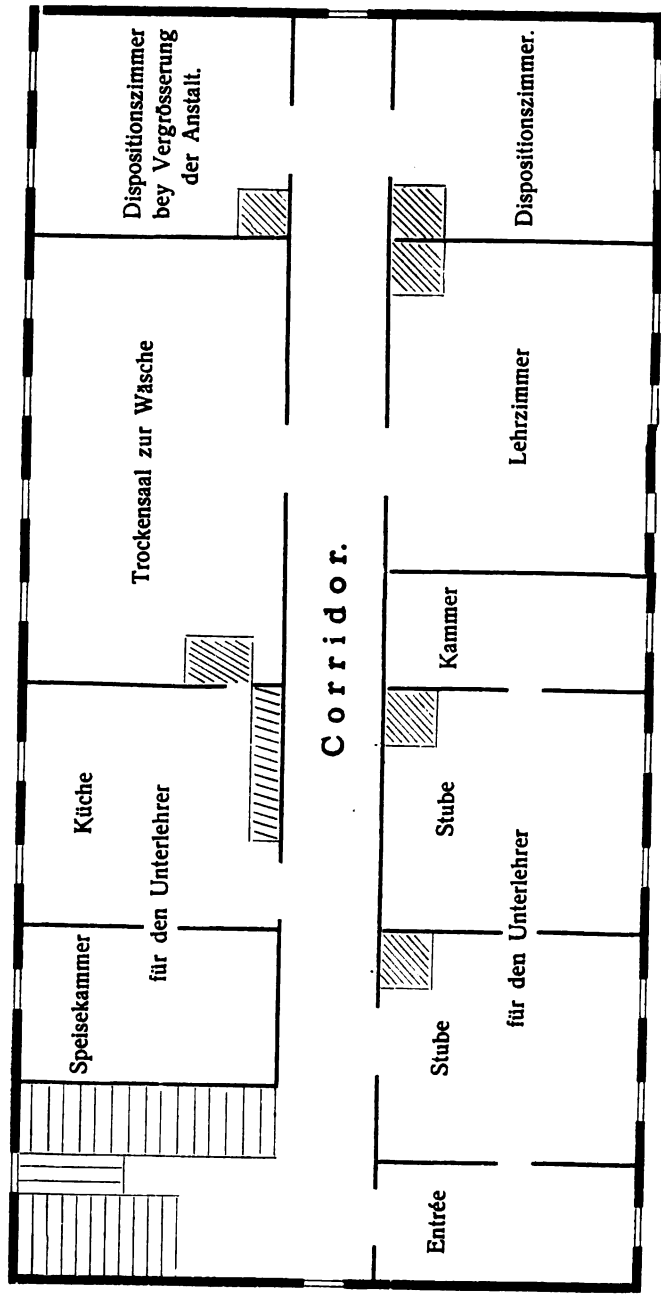 Speisekammer
Küche
für den Unterlehrer
Trockensaal zur Wäsche
Dispositionszimmer
bey Vergrösserung
der Anstalt.
Corridor.
Entrée
Stube
Stube
für den Unterlehrer
Kammer
Lehrzimmer
Dispositionszimmer.